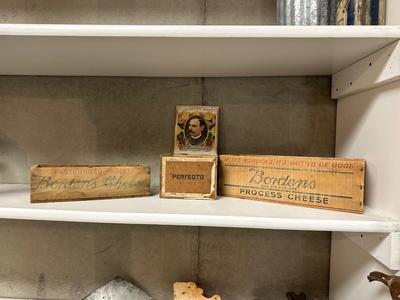 PASTEURIZED
Borden's Cheese
PERFECTO
IF IT'S BORDEN'S IT'S GOT TO BE GOOD
Borden's
PROCESS CHEESE